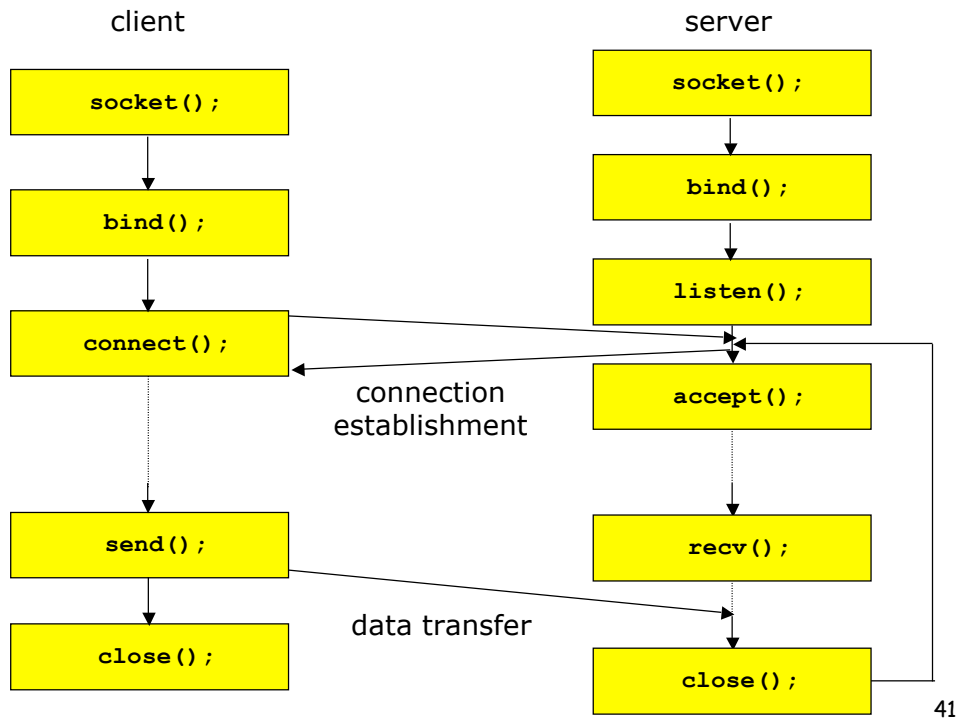 client
server
socket();
socket();
bind();
bind();
listen();
connect();
connection
establishment
accept();
send();
recv();
data transfer
close();
close();
41